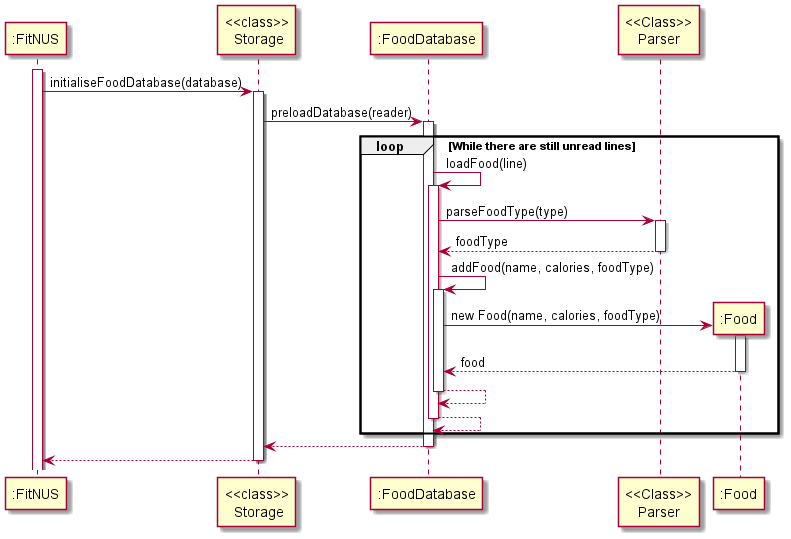 :FitNUS
<<class>>
Storage
:FoodDatabase
<<Class>>
Parser
initialiseFoodDatabase(database)
preloadDatabase(reader)
loop
[While there are still unread lines]
loadFood(line)
parseFoodType(type)
foodType
addFood(name, calories, foodType)
new Food(name, calories, foodType)
:Food
food
:FitNUS
<<class>>
Storage
:FoodDatabase
<<Class>>
Parser
:Food